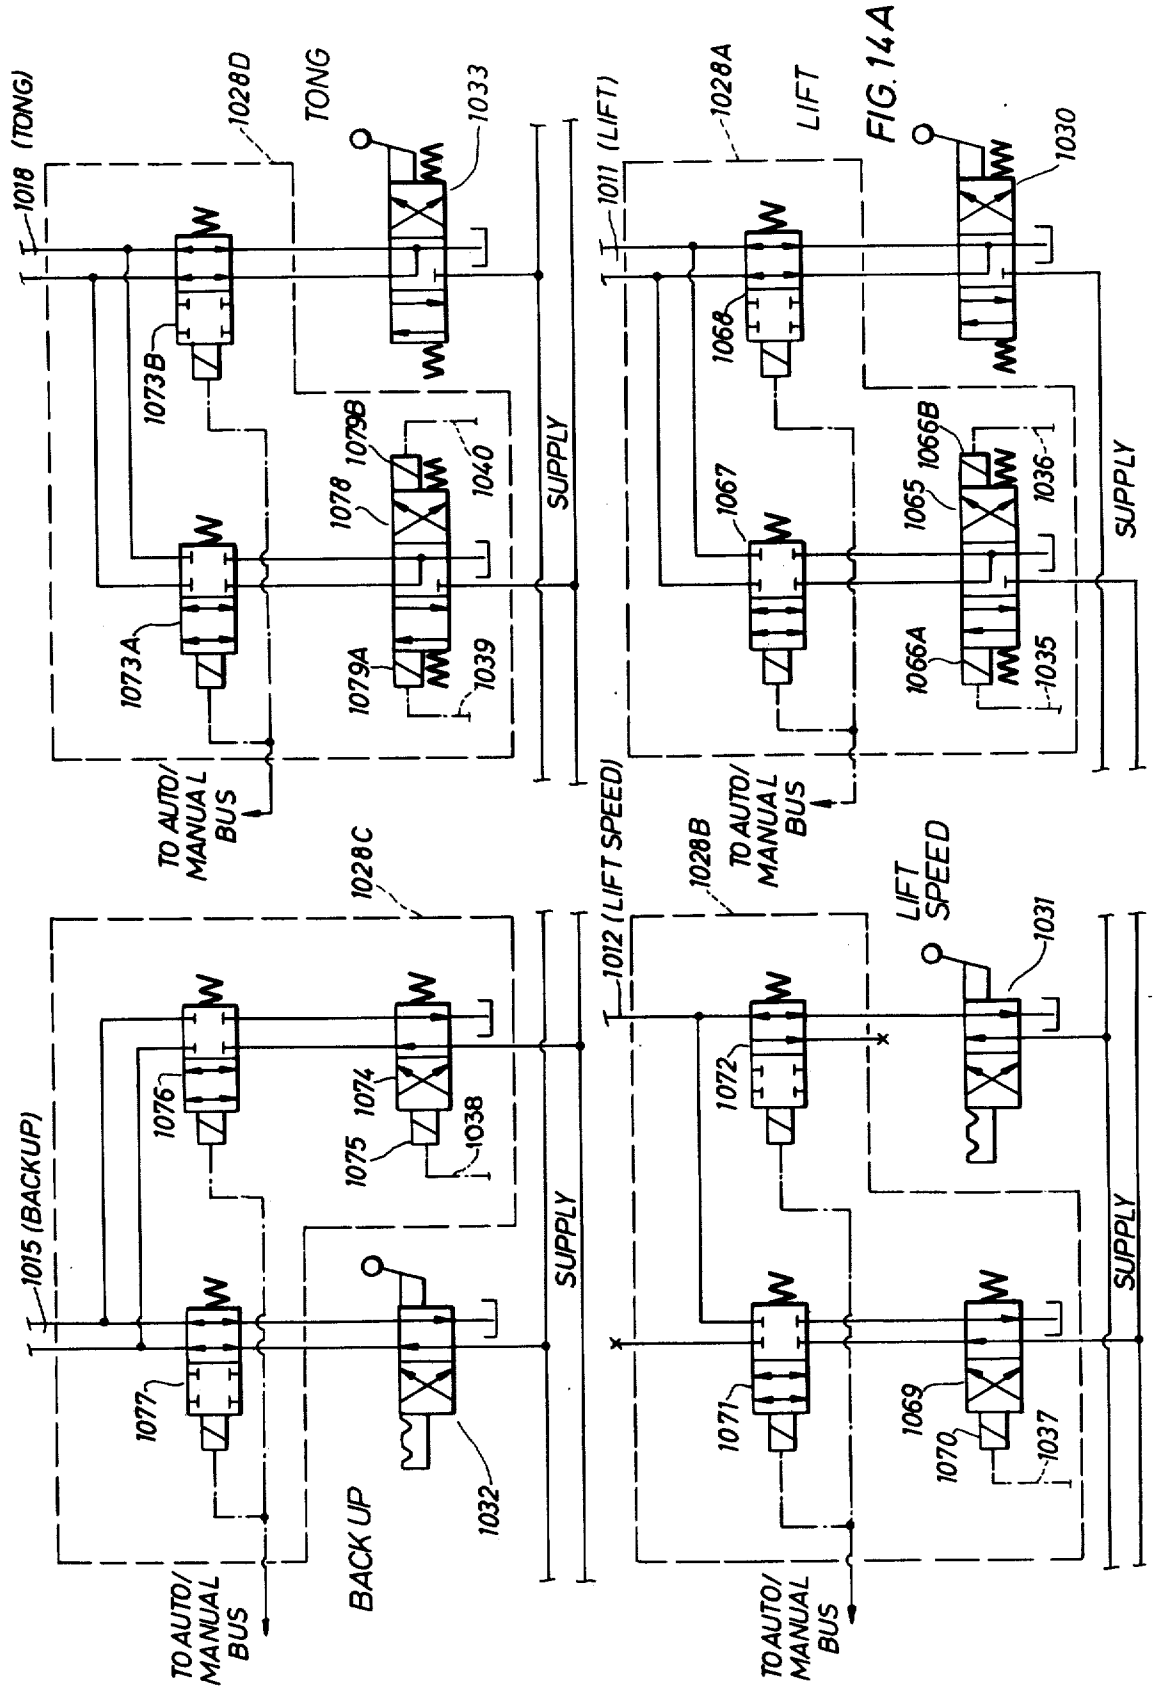 1018 (TONG)
1028D
TONG
1033
1073B
1079B
1040
1078
1073A
1079A
1039
SUPPLY
TO AUTO/
MANUAL
BUS
1011 (LIFT)
1028A
LIFT
FIG. 14A
1030
1068
1066B
1036
1065
1067
1066A
1035
SUPPLY
TO AUTO/
MANUAL
BUS
1015 (BACKUP)
1028C
1076
1074
1075
1038
1077
1032
BACK UP
SUPPLY
TO AUTO/
MANUAL
BUS
1012 (LIFT SPEED)
1028B
LIFT
SPEED
1031
1072
1071
1069
1070
1037
SUPPLY
TO AUTO/
MANUAL
BUS